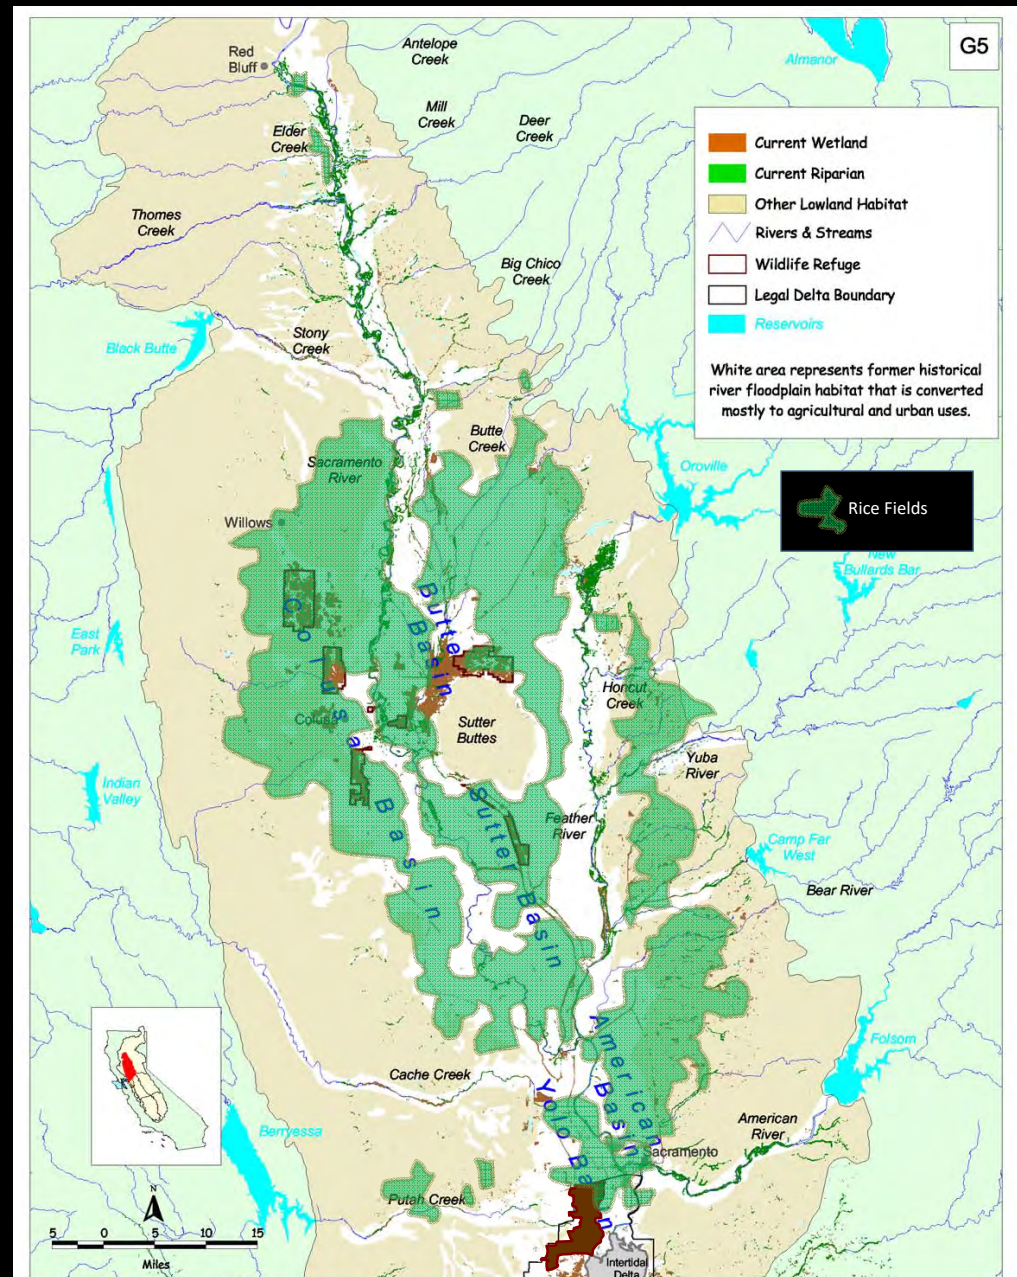 G5
Red
Bluff
Antelope
Creek
Almanor
Mill
Creek
Deer
Creek
Elder
Creek
Thomes
Creek
Big Chico
Creek
Stony
Creek
Black Butte
Current Wetland
Current Riparian
Other Lowland Habitat
Rivers & Streams
Wildlife Refuge
Legal Delta Boundary
Reservoirs
White area represents former historical
river floodplain habitat that is converted
mostly to agricultural and urban uses.
Butte
Creek
Sacramento
River
Oroville
Rice Fields
Willows
New
Bullards Bar
East
Park
Butte
Basin
Colusa
Basin
Honcut
Creek
Colusa
Sutter
Buttes
Yuba
River
Indian
Valley
Sutter
Basin
Feather
River
Camp Far
West
Bear River
American
Basin
Folsom
Cache Creek
Yolo Ba n
American
River
Berryessa
Sacramento
Putah Creek
N
5 0 5 10 15
Miles
Intertidal
Delta